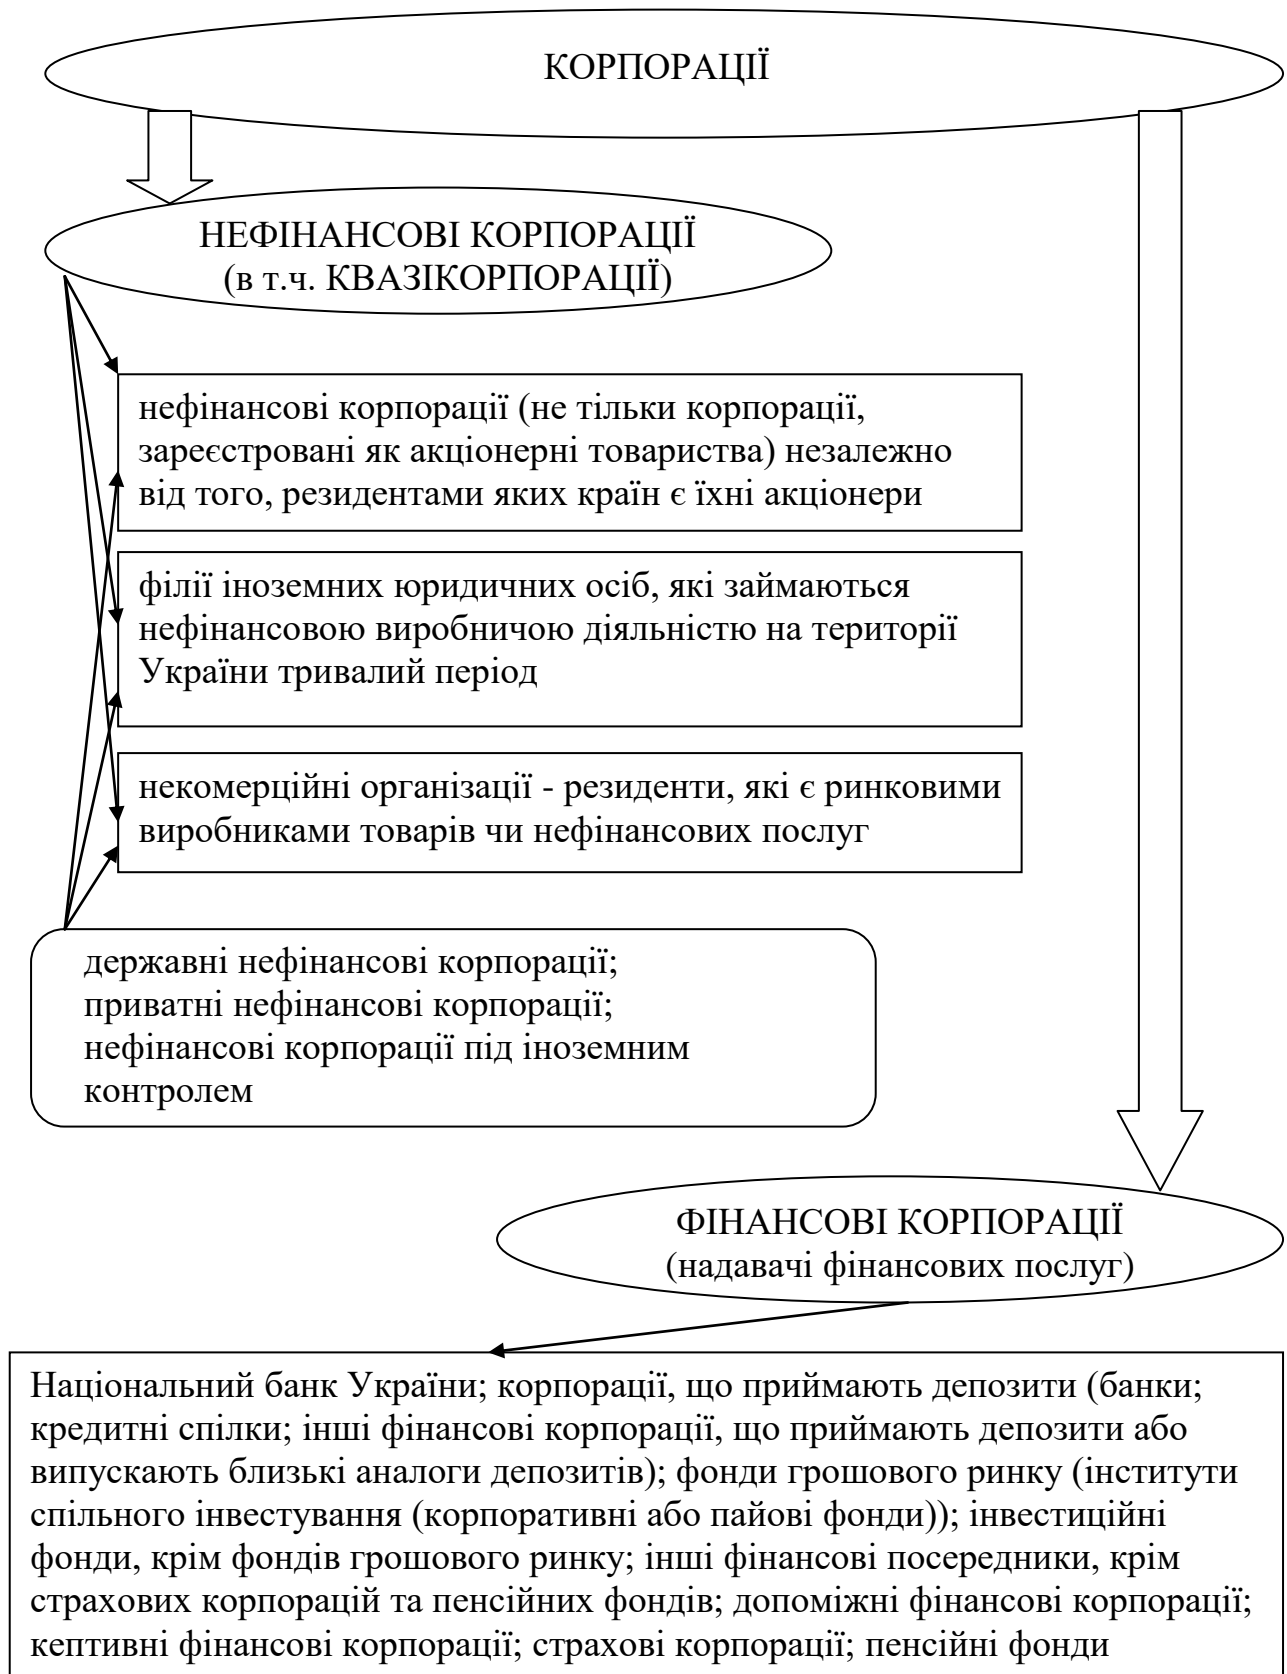 КОРПОРАЦІЇ
НЕФІНАНСОВІ КОРПОРАЦІЇ
(в т.ч. КВАЗІКОРПОРАЦІЇ)
нефінансові корпорації (не тільки корпорації,
зареєстровані як акціонерні товариства) незалежно
від того, резидентами яких країн є їхні акціонери
філії іноземних юридичних осіб, які займаються
нефінансовою виробничою діяльністю на території
України тривалий період
некомерційні організації - резиденти, які є ринковими
виробниками товарів чи нефінансових послуг
державні нефінансові корпорації;
приватні нефінансові корпорації;
нефінансові корпорації під іноземним
контролем
ФІНАНСОВІ КОРПОРАЦІЇ
(надавачі фінансових послуг)
Національний банк України; корпорації, що приймають депозити (банки;
кредитні спілки; інші фінансові корпорації, що приймають депозити або
випускають близькі аналоги депозитів); фонди грошового ринку (інститути
спільного інвестування (корпоративні або пайові фонди)); інвестиційні
фонди, крім фондів грошового ринку; інші фінансові посередники, крім
страхових корпорацій та пенсійних фондів; допоміжні фінансові корпорації;
кептивні фінансові корпорації; страхові корпорації; пенсійні фонди